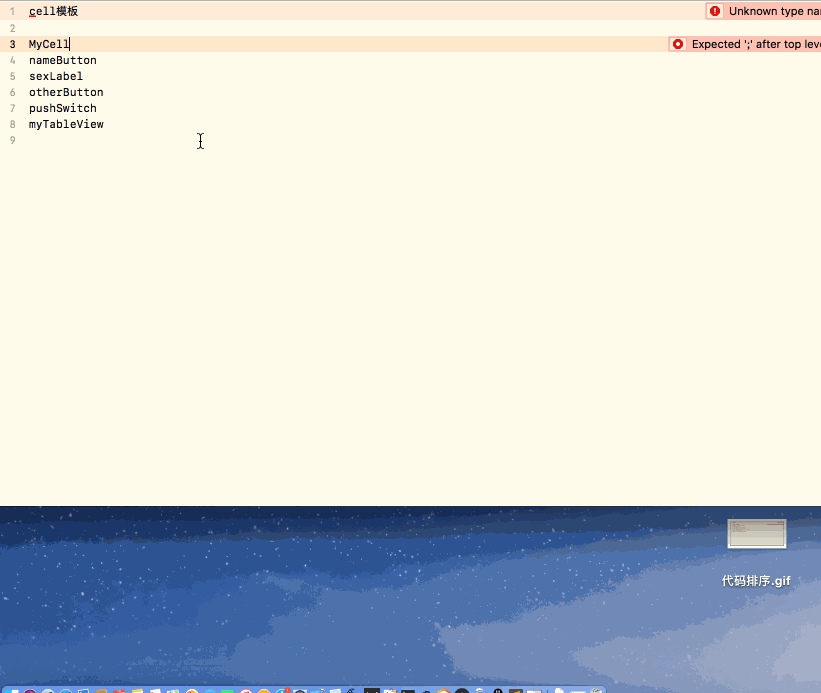 1 cell模板 Unknown type na
2
3 MyCell Expected ';' after top leve
4 nameButton
5 sexLabel
6 otherButton
7 pushSwitch
8 myTableView
9
代码排序.gif